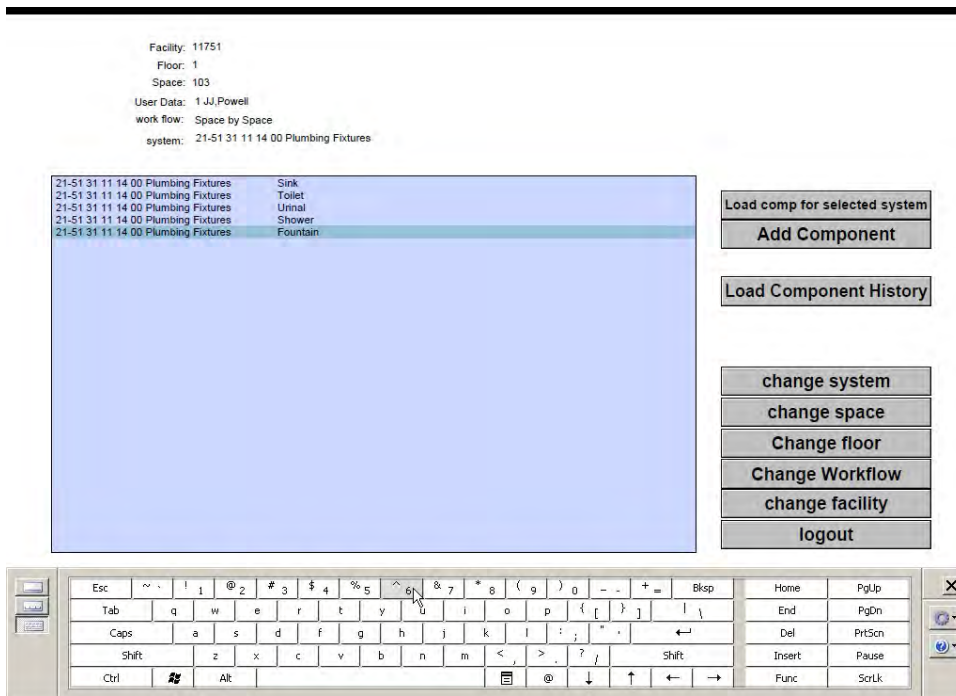 Facility: 11751
Floor: 1
Space: 103
User Data: 1 JJ,Powell
work flow: Space by Space
system: 21-51 31 11 14 00 Plumbing Fixtures
21-51 31 11 14 00 Plumbing Fixtures Sink
21-51 31 11 14 00 Plumbing Fixtures Toilet
21-51 31 11 14 00 Plumbing Fixtures Urinal
21-51 31 11 14 00 Plumbing Fixtures Shower
21-51 31 11 14 00 Plumbing Fixtures Fountain
Load comp for selected system
Add Component
Load Component History
change system
change space
Change floor
Change Workflow
change facility
logout
Esc ~ ` ! 1 @ 2 # 3 $ 4 % 5 ^ 6 & 7 * 8 ( 9 ) 0 _ - + = Bksp Home PgUp
Tab q w e r t y u i o p { [ } ] | \ End PgDn
Caps a s d f g h j k l : ; " ' Del PrtScn
Shift z x c v b n m < , > . ? / Shift Insert Pause
Ctrl Alt @ ↓ ↑ ← → Func ScrLk